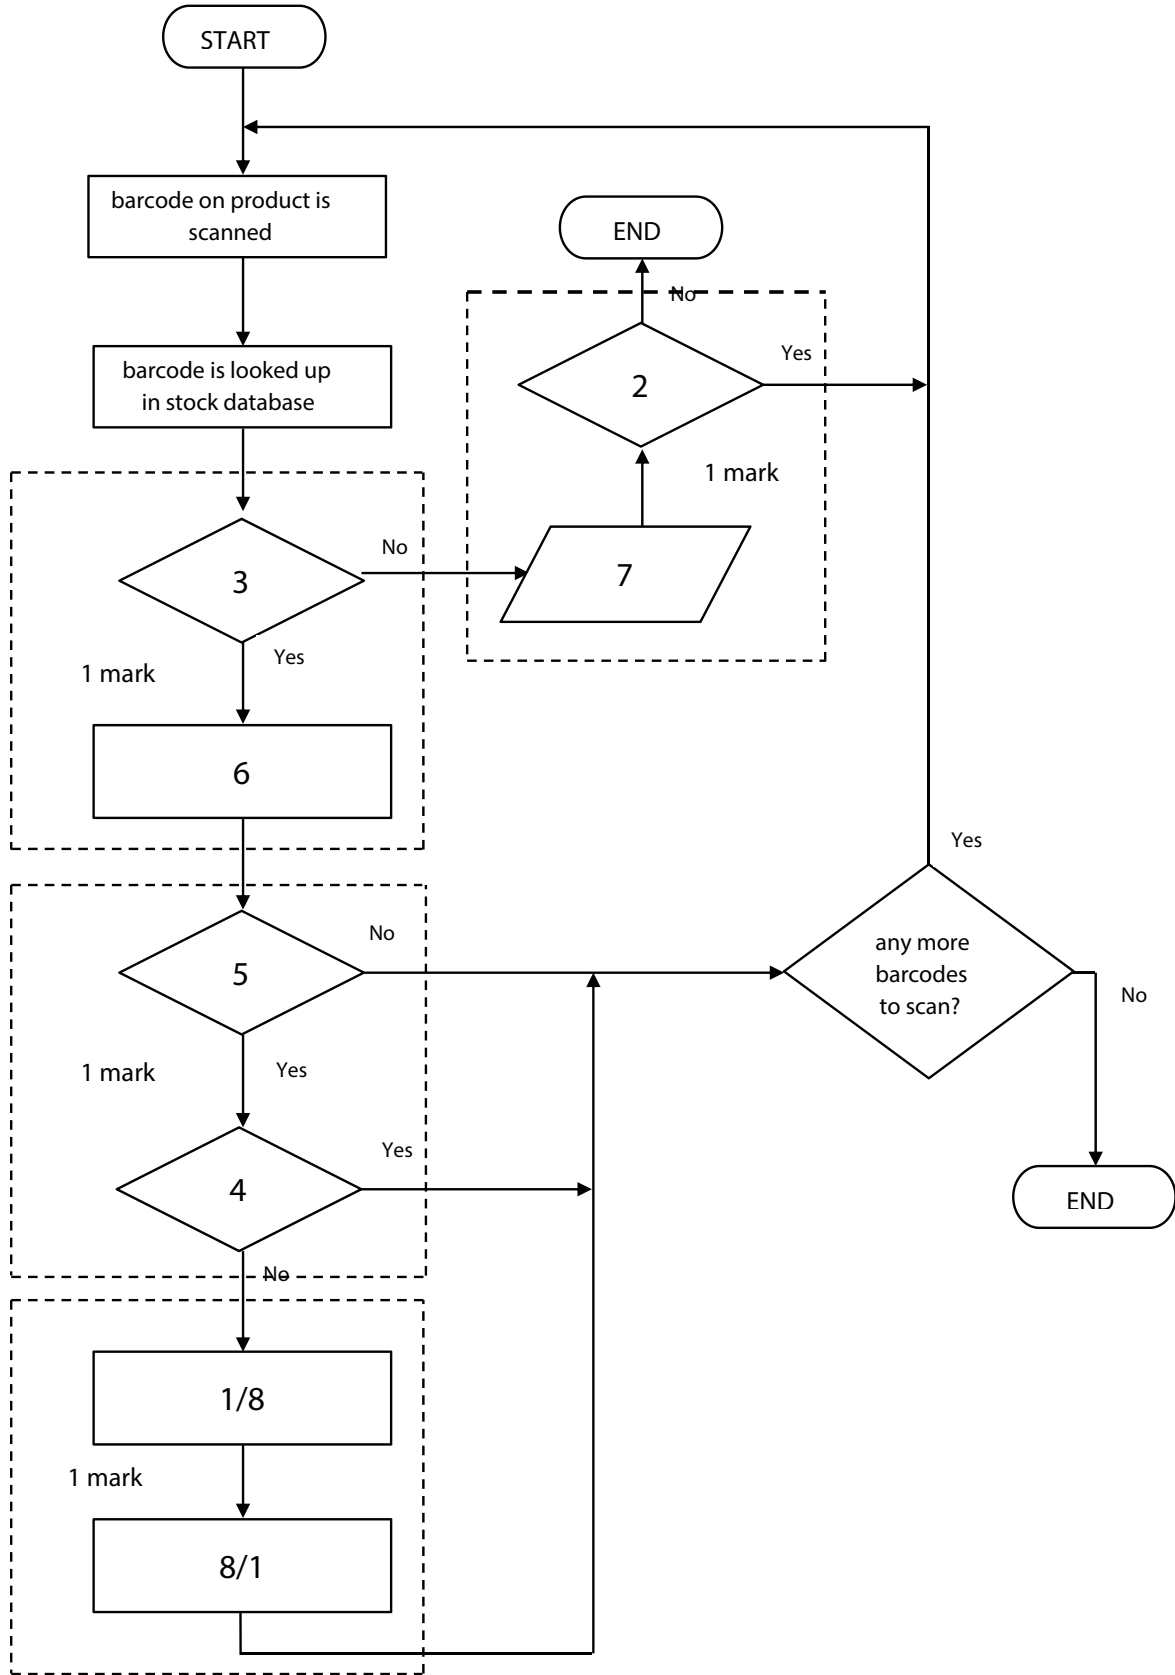 START
barcode on product is
scanned
END
No
barcode is looked up
in stock database
Yes
2
1 mark
No
3
7
Yes
1 mark
6
Yes
No
5
any more
barcodes
to scan?
No
1 mark
Yes
Yes
4
END
No
1/8
1 mark
8/1